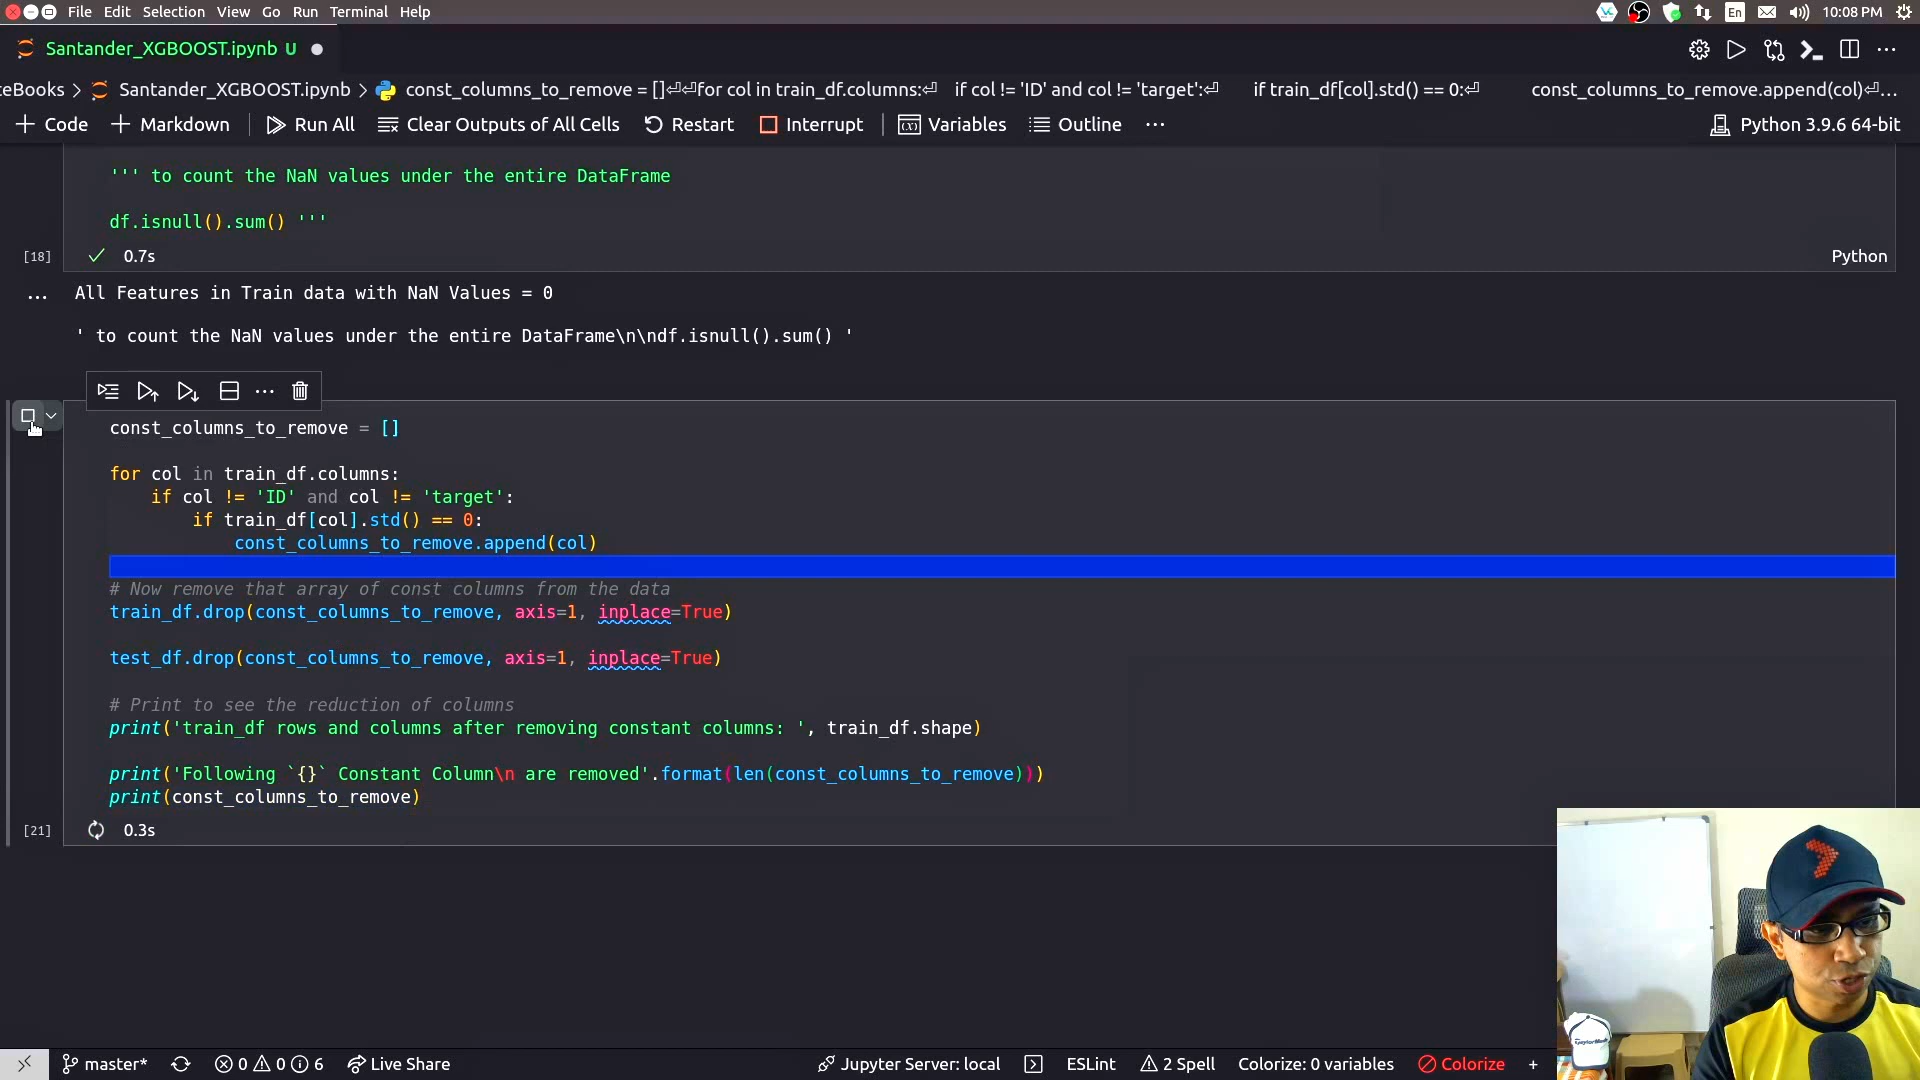 File Edit Selection View Go Run Terminal Help
En 10:08 PM
Santander_XGBOOST.ipynb U
eBooks > Santander_XGBOOST.ipynb > const_columns_to_remove = []⏎⏎for col in train_df.columns:⏎ if col != 'ID' and col != 'target':⏎ if train_df[col].std() == 0:⏎ const_columns_to_remove.append(col)⏎...
+ Code + Markdown Run All Clear Outputs of All Cells Restart Interrupt Variables Outline ... Python 3.9.6 64-bit
''' to count the NaN values under the entire DataFrame
df.isnull().sum() '''
[18] 0.7s Python
... All Features in Train data with NaN Values = 0
' to count the NaN values under the entire DataFrame\n\ndf.isnull().sum() '
const_columns_to_remove = []
for col in train_df.columns:
if col != 'ID' and col != 'target':
if train_df[col].std() == 0:
const_columns_to_remove.append(col)
# Now remove that array of const columns from the data
train_df.drop(const_columns_to_remove, axis=1, inplace=True)
test_df.drop(const_columns_to_remove, axis=1, inplace=True)
# Print to see the reduction of columns
print('train_df rows and columns after removing constant columns: ', train_df.shape)
print('Following `{}` Constant Column\n are removed'.format(len(const_columns_to_remove)))
print(const_columns_to_remove)
[21] 0.3s
TaylorMade
master* 0 0 6 Live Share Jupyter Server: local ESLint 2 Spell Colorize: 0 variables Colorize +